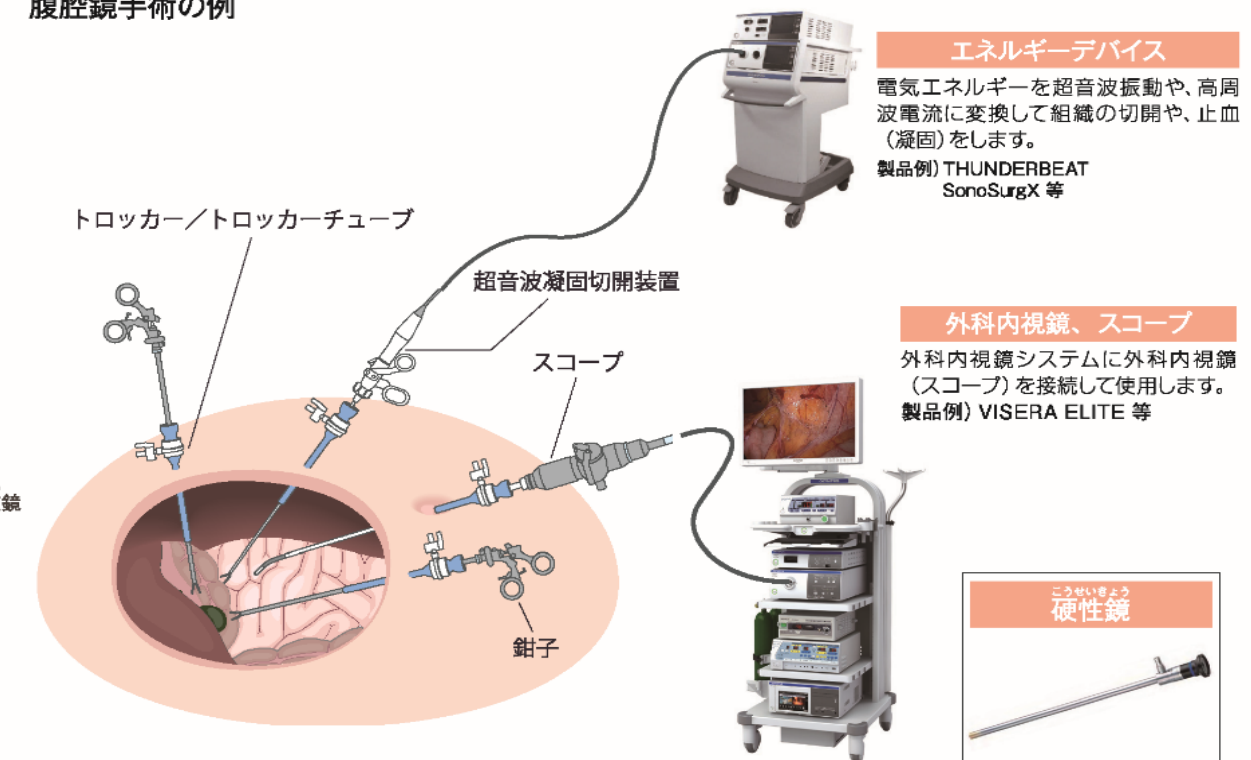 腹腔鏡手術の例
エネルギーデバイス
電気エネルギーを超音波振動や、高周
波電流に変換して組織の切開や、止血
（凝固）をします。
製品例）THUNDERBEAT
SonoSurgX 等
トロッカー／トロッカーチューブ
超音波凝固切開装置
スコープ
外科内視鏡、スコープ
外科内視鏡システムに外科内視鏡
（スコープ）を接続して使用します。
製品例）VISERA ELITE 等
鏡
鉗子
こうせいきょう
硬性鏡